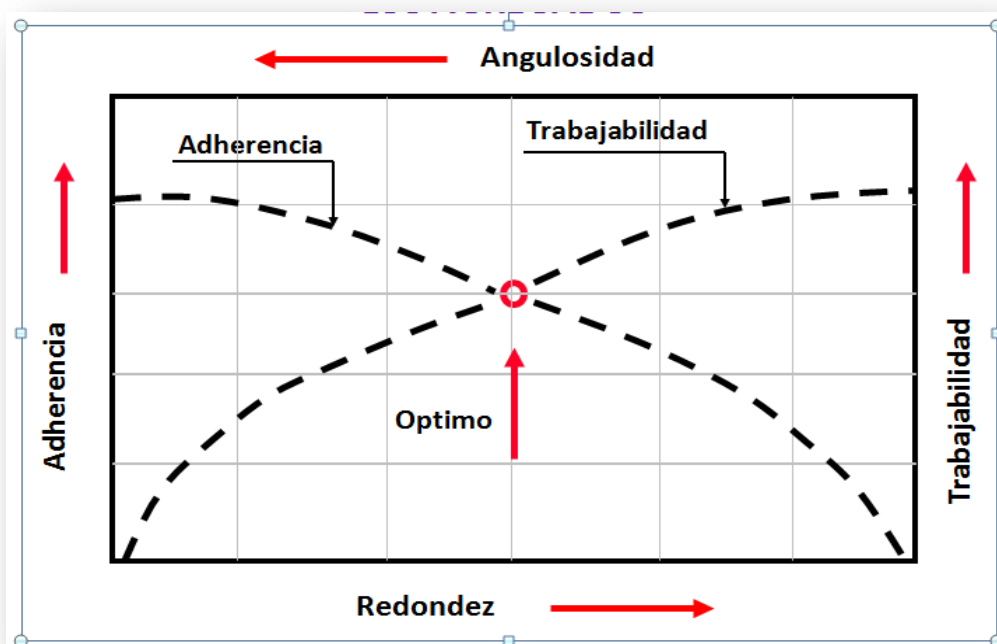 Angulosidad
Adherencia
Trabajabilidad
Adherencia
Optimo
Trabajabilidad
Redondez